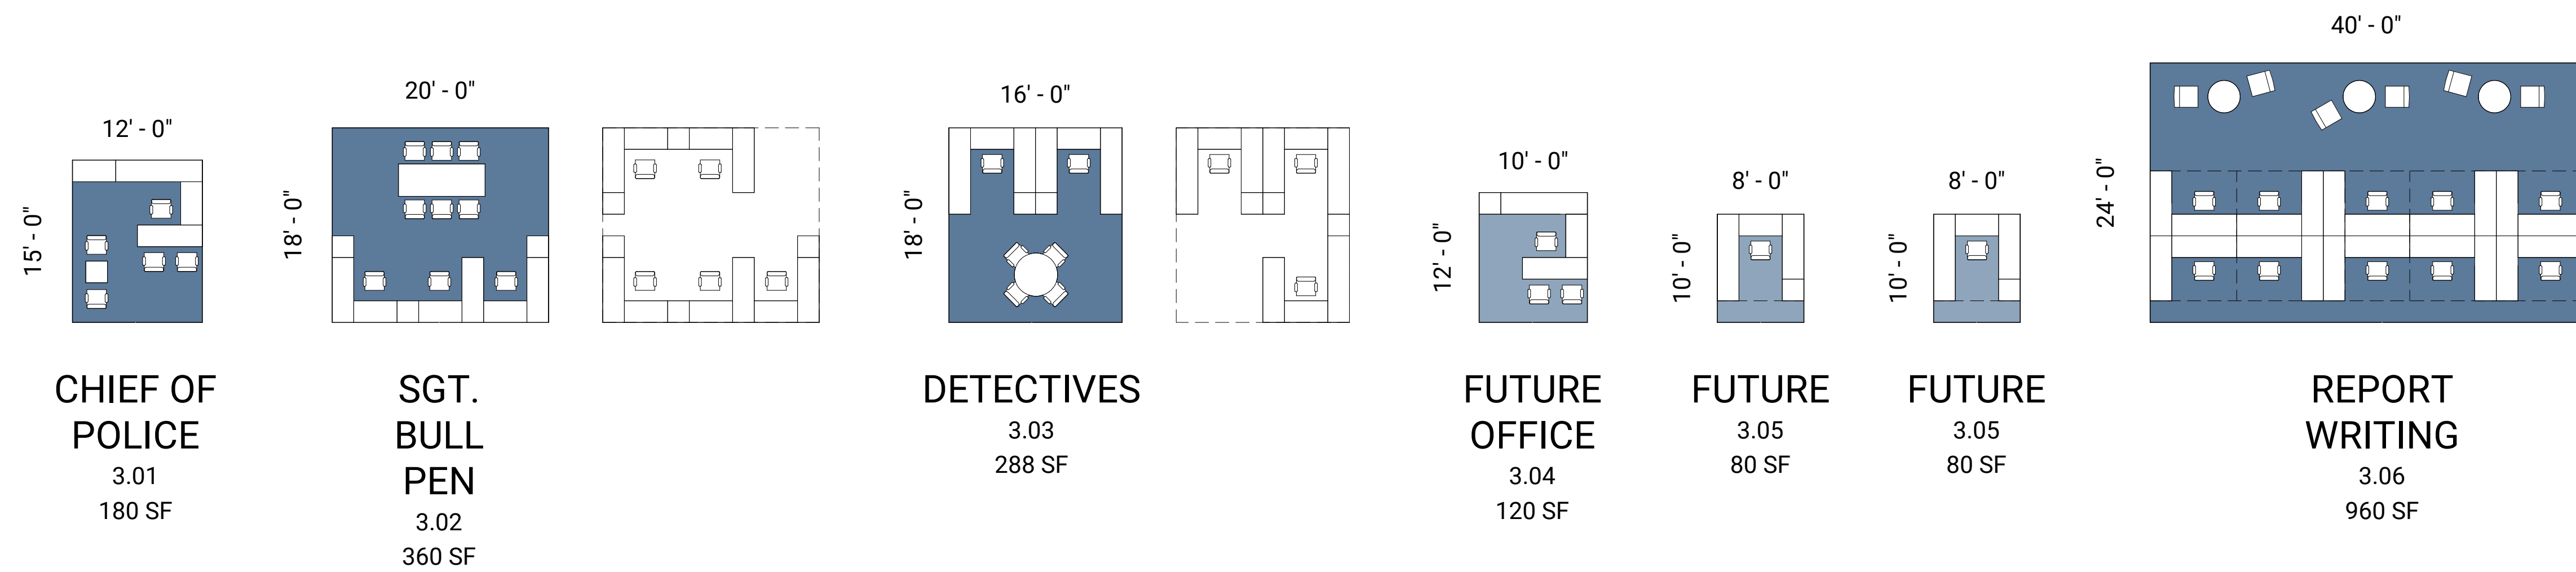 12' - 0"
15' - 0"
CHIEF OF
POLICE
3.01
180 SF
20' - 0"
18' - 0"
SGT.
BULL
PEN
3.02
360 SF
16' - 0"
18' - 0"
DETECTIVES
3.03
288 SF
10' - 0"
12' - 0"
FUTURE
OFFICE
3.04
120 SF
8' - 0"
10' - 0"
FUTURE
3.05
80 SF
8' - 0"
10' - 0"
FUTURE
3.05
80 SF
40' - 0"
24' - 0"
REPORT
WRITING
3.06
960 SF